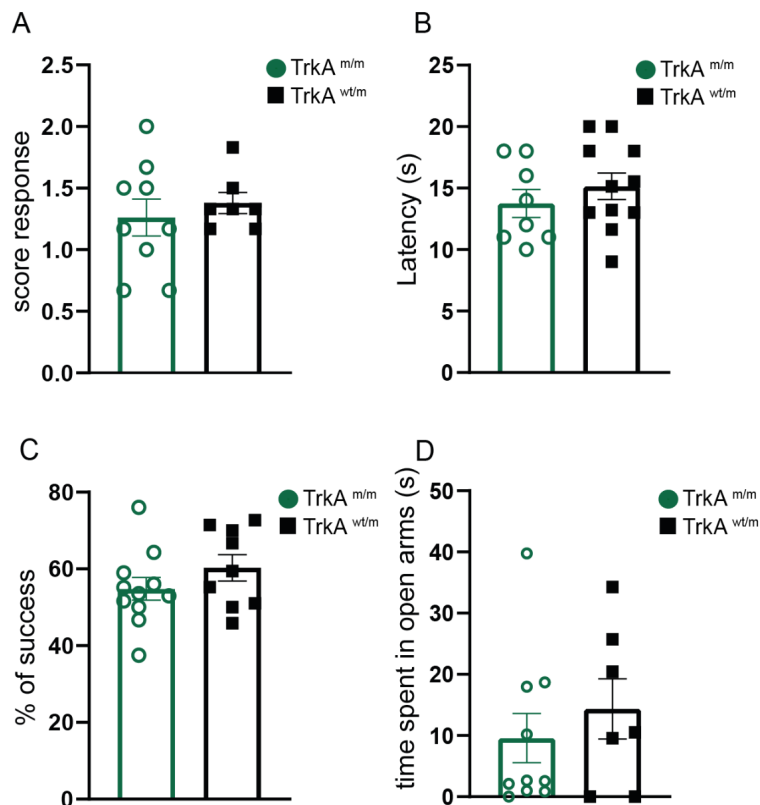 A
score response
2.5
2.0
1.5
1.0
0.5
0.0
TrkA m/m
TrkA wt/m
B
Latency (s)
25
20
15
10
5
0
TrkA m/m
TrkA wt/m
C
% of success
80
60
40
20
0
TrkA m/m
TrkA wt/m
D
time spent in open arms (s)
50
40
30
20
10
0
TrkA m/m
TrkA wt/m